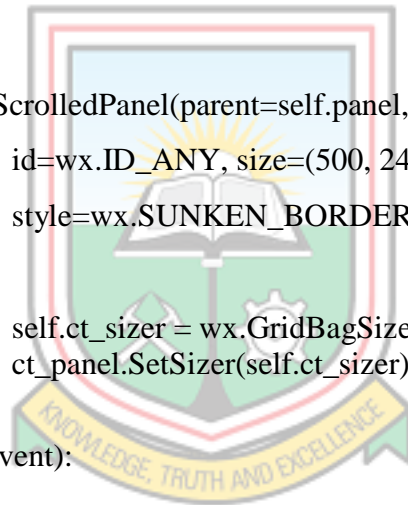 ScrolledPanel(parent=self.panel,
id=wx.ID_ANY, size=(500, 24
style=wx.SUNKEN_BORDER
self.ct_sizer = wx.GridBagSize
ct_panel.SetSizer(self.ct_sizer)
vent):
KNOWLEDGE, TRUTH AND EXCELLENCE